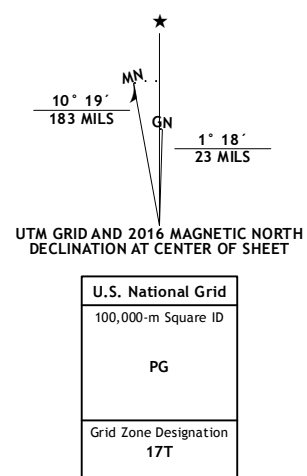 ★
MN
GN
10° 19´
183 MILS
1° 18´
23 MILS
UTM GRID AND 2016 MAGNETIC NORTH
DECLINATION AT CENTER OF SHEET
U.S. National Grid
100,000-m Square ID
PG
Grid Zone Designation
17T